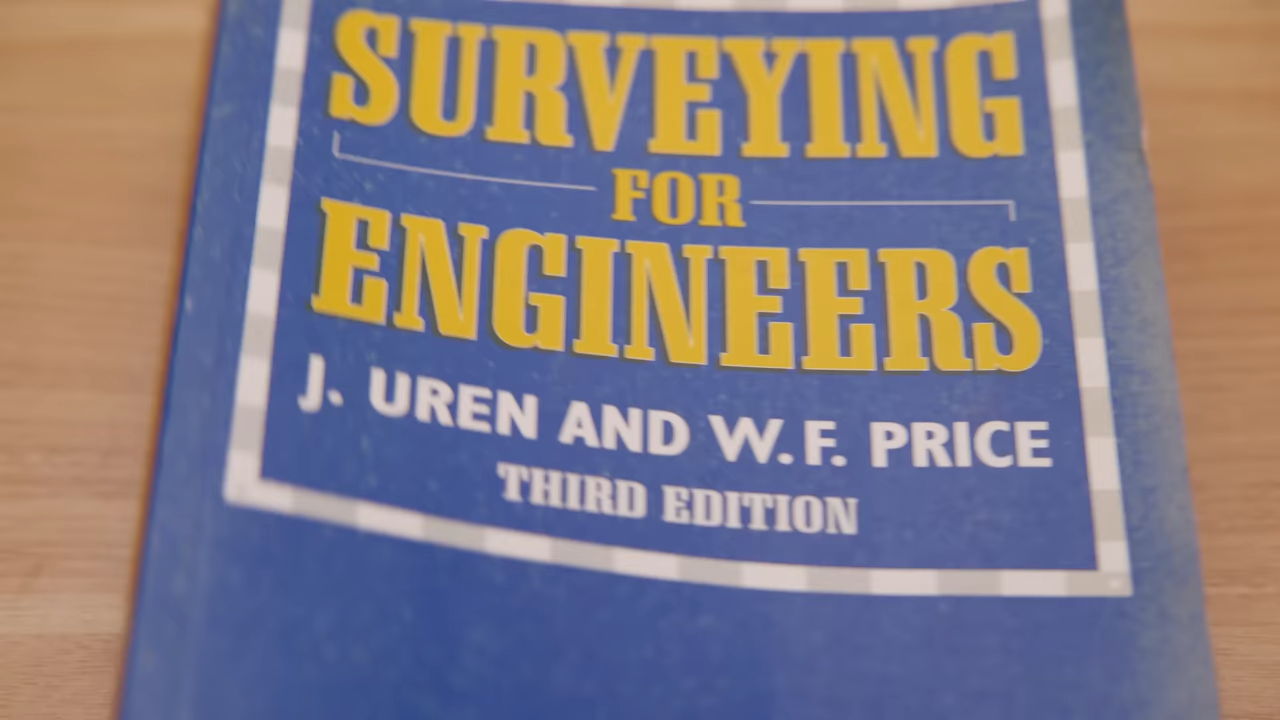 SURVEYING
FOR
ENGINEERS
J. UREN AND W.F. PRICE
THIRD EDITION